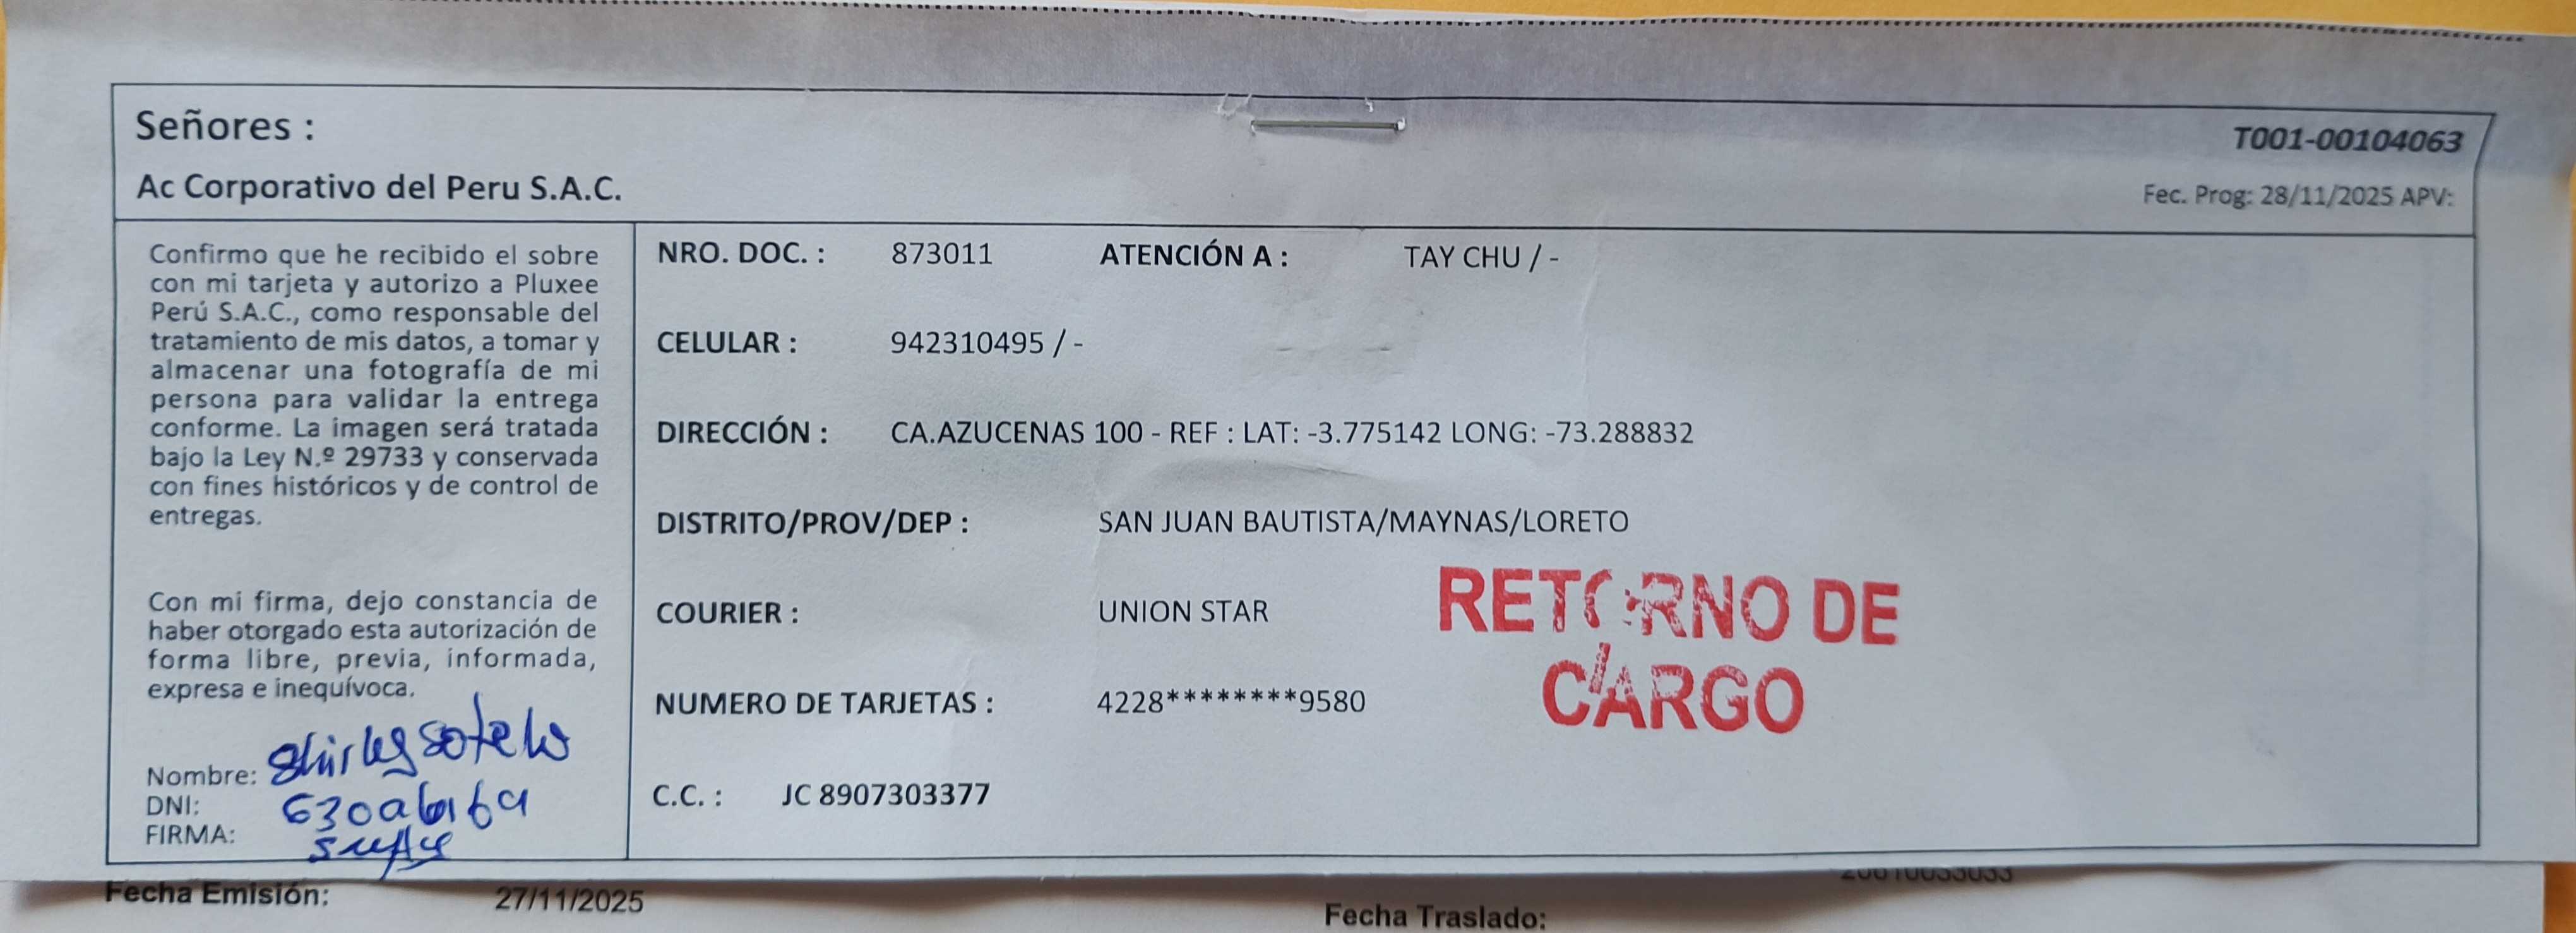 Señores :
T001-00104063
Ac Corporativo del Peru S.A.C.
Fec. Prog: 28/11/2025 APV:
Confirmo que he recibido el sobre
con mi tarjeta y autorizo a Pluxee
Perú S.A.C., como responsable del
tratamiento de mis datos, a tomar y
almacenar una fotografía de mi
persona para validar la entrega
conforme. La imagen será tratada
bajo la Ley N.º 29733 y conservada
con fines históricos y de control de
entregas.
Con mi firma, dejo constancia de
haber otorgado esta autorización de
forma libre, previa, informada,
expresa e inequívoca.
Nombre: Shirley Sotelo
DNI:
FIRMA:
NRO. DOC. : 873011 ATENCIÓN A : TAY CHU / -
CELULAR : 942310495 / -
DIRECCIÓN : CA.AZUCENAS 100 - REF : LAT: -3.775142 LONG: -73.288832
DISTRITO/PROV/DEP : SAN JUAN BAUTISTA/MAYNAS/LORETO
COURIER : UNION STAR
RETORNO DE
CARGO
NUMERO DE TARJETAS : 4228********9580
C.C. : JC 8907303377
Fecha Emisión: 27/11/2025
Fecha Traslado: